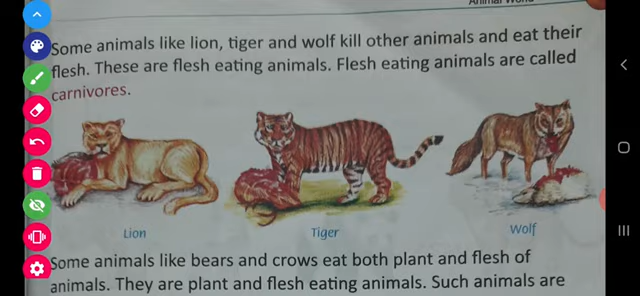 Some animals like lion, tiger and wolf kill other animals and eat their
flesh. These are flesh eating animals. Flesh eating animals are called
carnivores.
Lion
Tiger
Wolf
Some animals like bears and crows eat both plant and flesh of
animals. They are plant and flesh eating animals. Such animals are